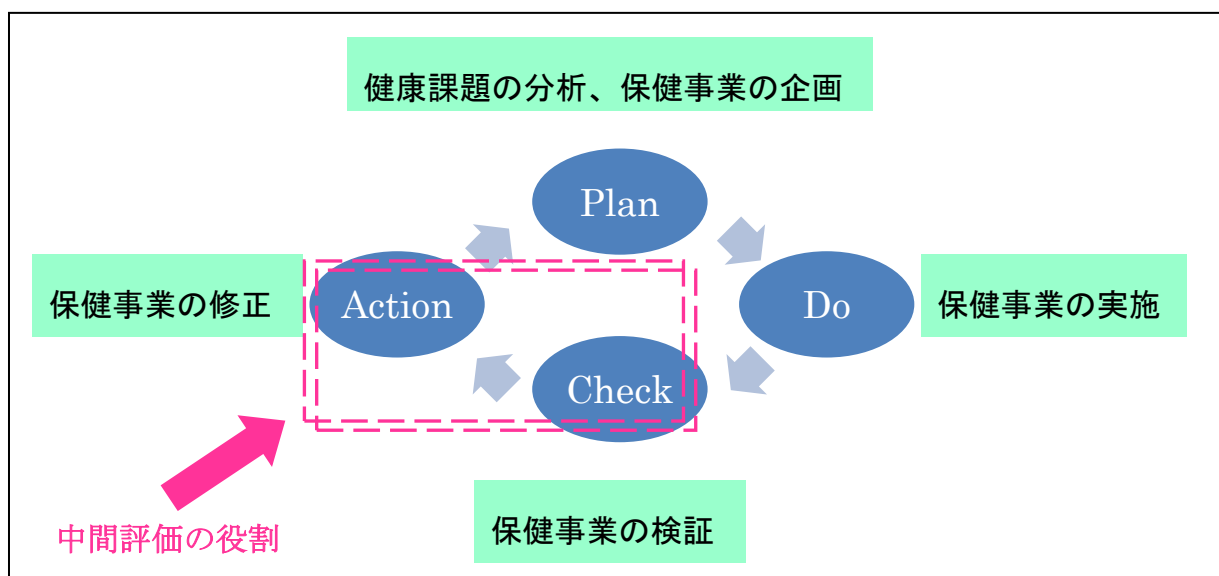 健康課題の分析、保健事業の企画
Plan
保健事業の修正
Action
Do
保健事業の実施
Check
保健事業の検証
中間評価の役割